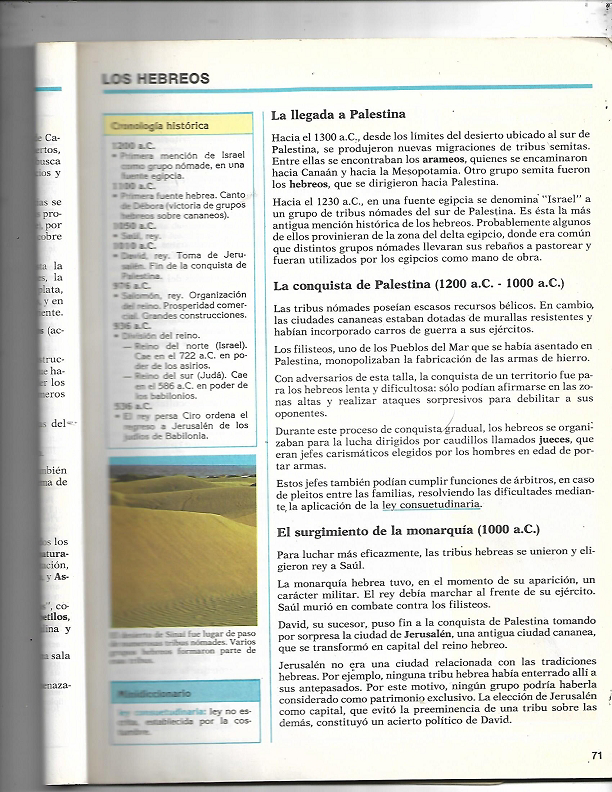 LOS HEBREOS
Cronología histórica
1200 a.C.
• Primera mención de Israel
como grupo nómade, en una
fuente egipcia.
1100 a.C.
• Primera fuente hebrea. Canto
de Débora (victoria de grupos
hebreos sobre cananeos).
1050 a.C.
• Saúl, rey.
1010 a.C.
• David, rey. Toma de Jeru-
salén. Fin de la conquista de
Palestina.
976 a.C.
• Salomón, rey. Organización
del reino. Prosperidad comer-
cial. Grandes construcciones.
936 a.C.
• División del reino.
— Reino del norte (Israel).
Cae en el 722 a.C. en po-
der de los asirios.
— Reino del sur (Judá). Cae
en el 586 a.C. en poder de
los babilonios.
536 a.C.
• El rey persa Ciro ordena el
regreso a Jerusalén de los
judíos de Babilonia.
El desierto de Sinaí fue lugar de paso
de numerosas tribus nómades. Varios
grupos hebreos formaron parte de
esas tribus.
Minidiccionario
ley consuetudinaria: ley no es-
crita, establecida por la cos-
tumbre.
La llegada a Palestina
Hacia el 1300 a.C., desde los límites del desierto ubicado al sur de
Palestina, se produjeron nuevas migraciones de tribus semitas.
Entre ellas se encontraban los arameos, quienes se encaminaron
hacia Canaán y hacia la Mesopotamia. Otro grupo semita fueron
los hebreos, que se dirigieron hacia Palestina.
Hacia el 1230 a.C., en una fuente egipcia se denomina "Israel" a
un grupo de tribus nómades del sur de Palestina. Es ésta la más
antigua mención histórica de los hebreos. Probablemente algunos
de ellos provinieran de la zona del delta egipcio, donde era común
que distintos grupos nómades llevaran sus rebaños a pastorear y
fueran utilizados por los egipcios como mano de obra.
La conquista de Palestina (1200 a.C. - 1000 a.C.)
Las tribus nómades poseían escasos recursos bélicos. En cambio,
las ciudades cananeas estaban dotadas de murallas resistentes y
habían incorporado carros de guerra a sus ejércitos.
Los filisteos, uno de los Pueblos del Mar que se había asentado en
Palestina, monopolizaban la fabricación de las armas de hierro.
Con adversarios de esta talla, la conquista de un territorio fue pa-
ra los hebreos lenta y dificultosa: sólo podían afirmarse en las zo-
nas altas y realizar ataques sorpresivos para debilitar a sus
oponentes.
Durante este proceso de conquista gradual, los hebreos se organi-
zaban para la lucha dirigidos por caudillos llamados jueces, que
eran jefes carismáticos elegidos por los hombres en edad de por-
tar armas.
Estos jefes también podían cumplir funciones de árbitros, en caso
de pleitos entre las familias, resolviendo las dificultades median-
te la aplicación de la ley consuetudinaria.
El surgimiento de la monarquía (1000 a.C.)
Para luchar más eficazmente, las tribus hebreas se unieron y eli-
gieron rey a Saúl.
La monarquía hebrea tuvo, en el momento de su aparición, un
carácter militar. El rey debía marchar al frente de su ejército.
Saúl murió en combate contra los filisteos.
David, su sucesor, puso fin a la conquista de Palestina tomando
por sorpresa la ciudad de Jerusalén, una antigua ciudad cananea,
que se transformó en capital del reino hebreo.
Jerusalén no era una ciudad relacionada con las tradiciones
hebreas. Por ejemplo, ninguna tribu hebrea había enterrado allí a
sus antepasados. Por este motivo, ningún grupo podría haberla
considerado como patrimonio exclusivo. La elección de Jerusalén
como capital, que evitó la preeminencia de una tribu sobre las
demás, constituyó un acierto político de David.
71